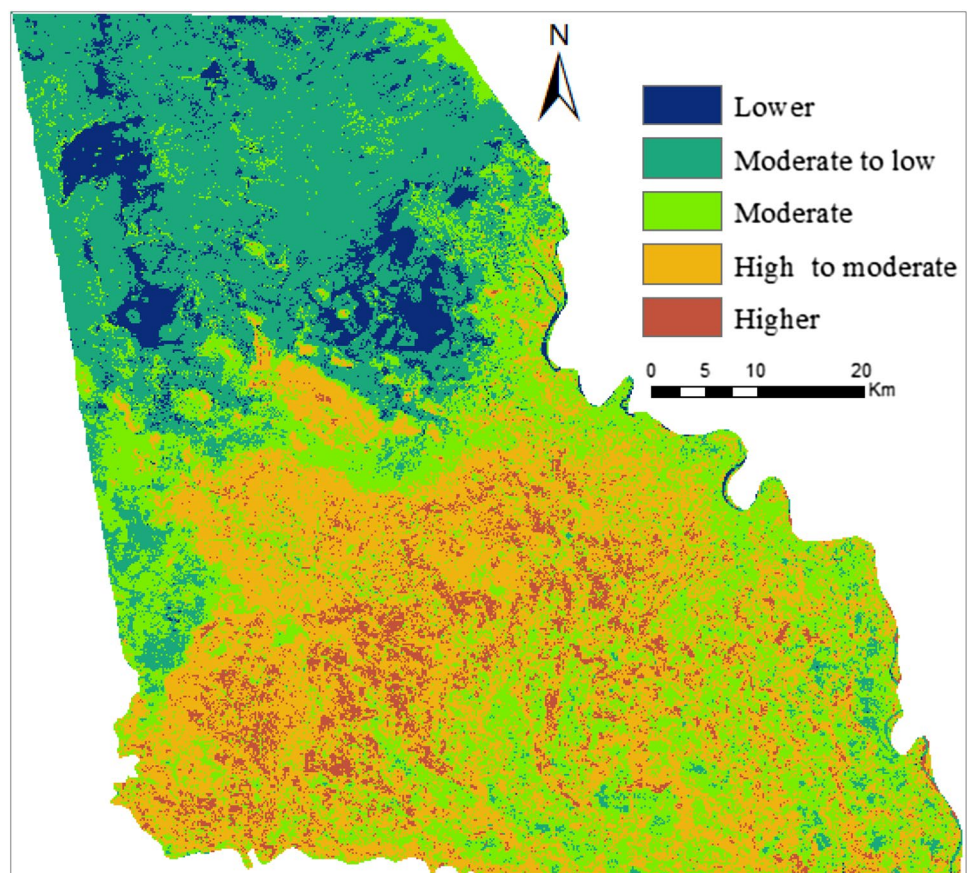 N
Lower
Moderate to low
Moderate
High to moderate
Higher
0 5 10 20
Km